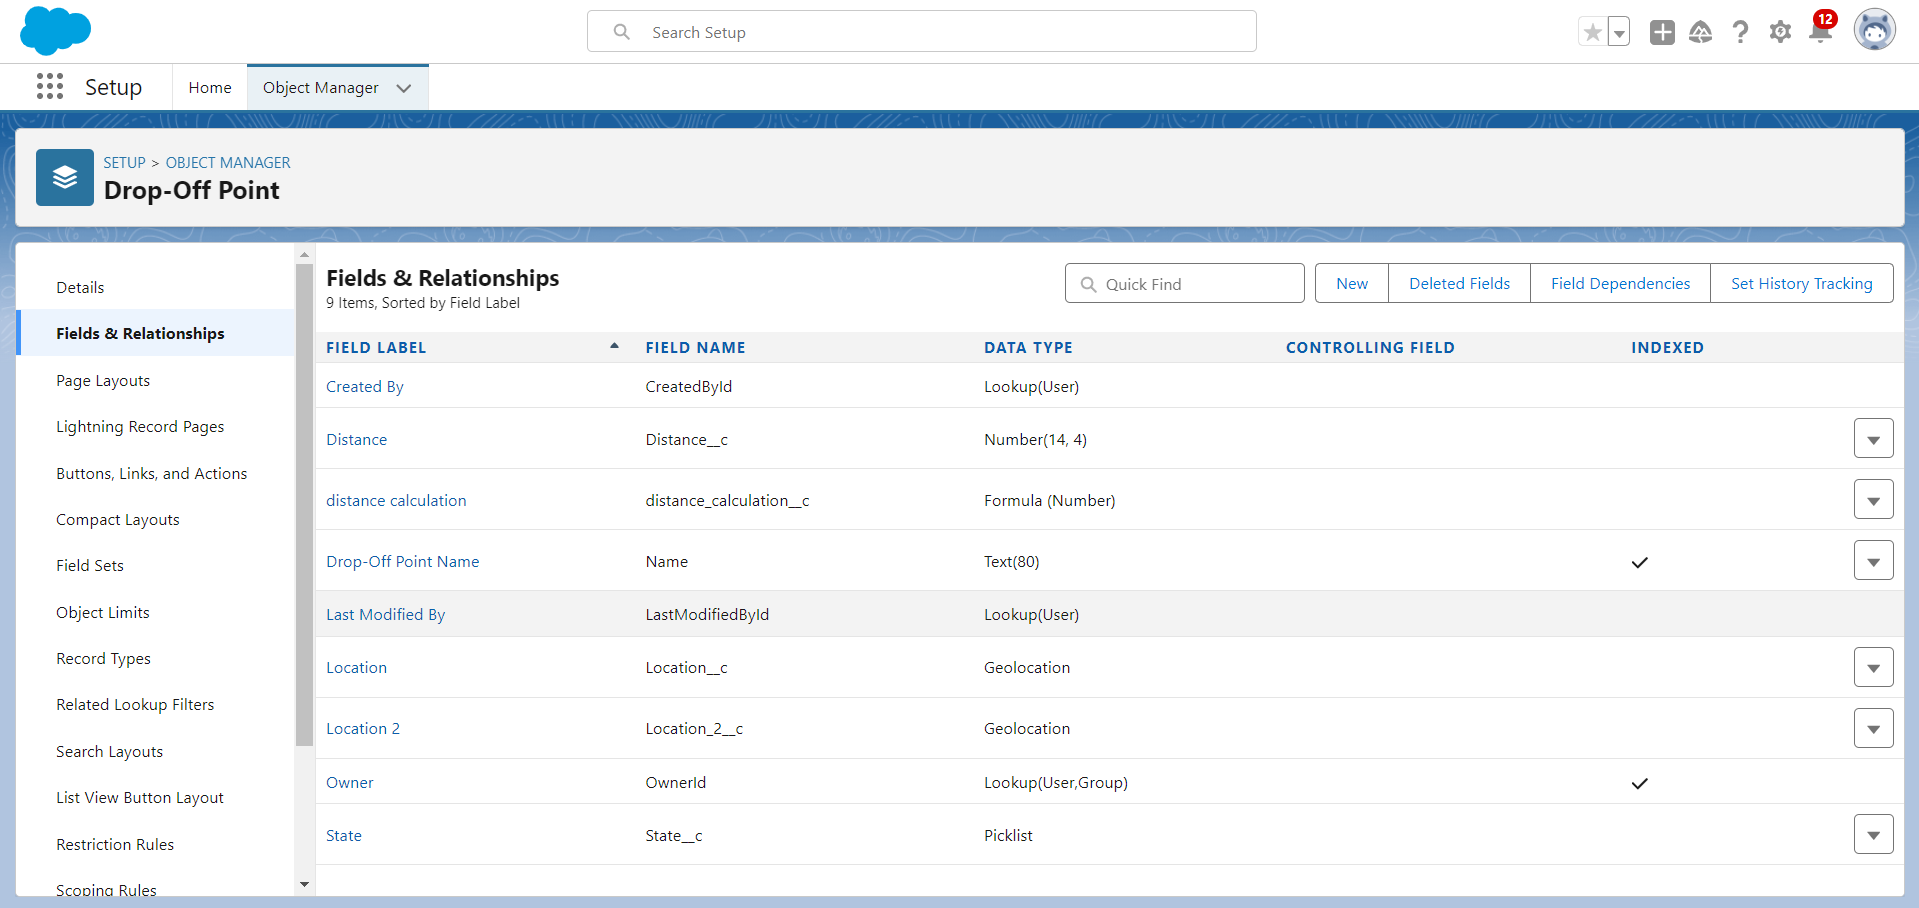 Search Setup
12
Setup
Home
Object Manager
SETUP > OBJECT MANAGER
Drop-Off Point
Details
Fields & Relationships
Page Layouts
Lightning Record Pages
Buttons, Links, and Actions
Compact Layouts
Field Sets
Object Limits
Record Types
Related Lookup Filters
Search Layouts
List View Button Layout
Restriction Rules
Scoping Rules
Fields & Relationships
9 Items, Sorted by Field Label
Quick Find
New
Deleted Fields
Field Dependencies
Set History Tracking
FIELD LABEL FIELD NAME DATA TYPE CONTROLLING FIELD INDEXED
Created By CreatedById Lookup(User)
Distance Distance__c Number(14, 4)
distance calculation distance_calculation__c Formula (Number)
Drop-Off Point Name Name Text(80)
Last Modified By LastModifiedById Lookup(User)
Location Location__c Geolocation
Location 2 Location_2__c Geolocation
Owner OwnerId Lookup(User,Group)
State State__c Picklist